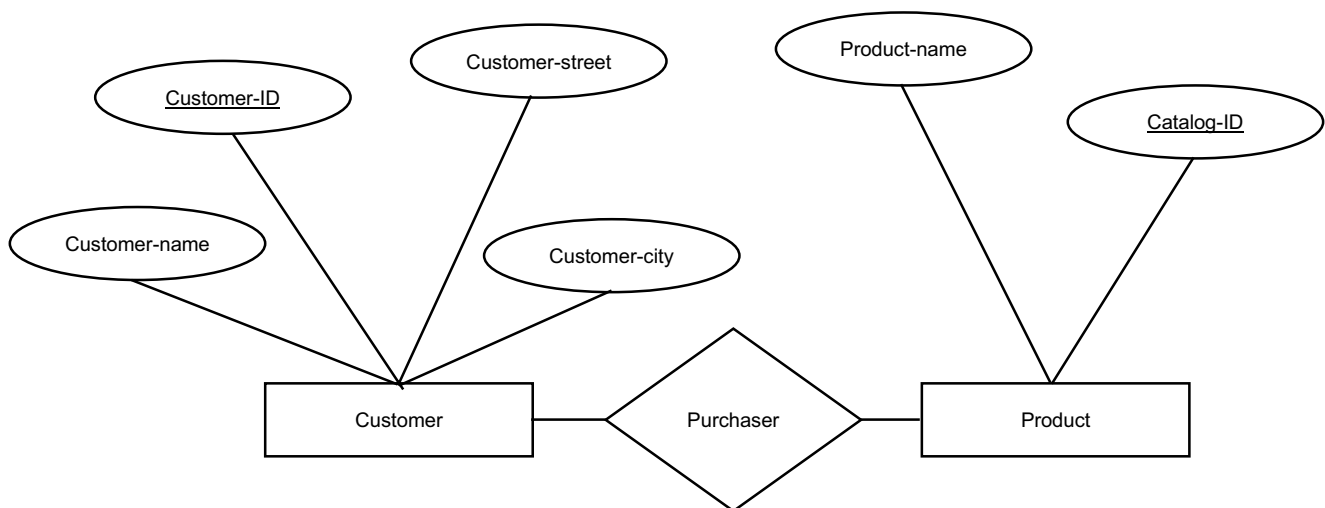 Product-name
Customer-street
Customer-ID
Catalog-ID
Customer-name
Customer-city
Customer
Purchaser
Product